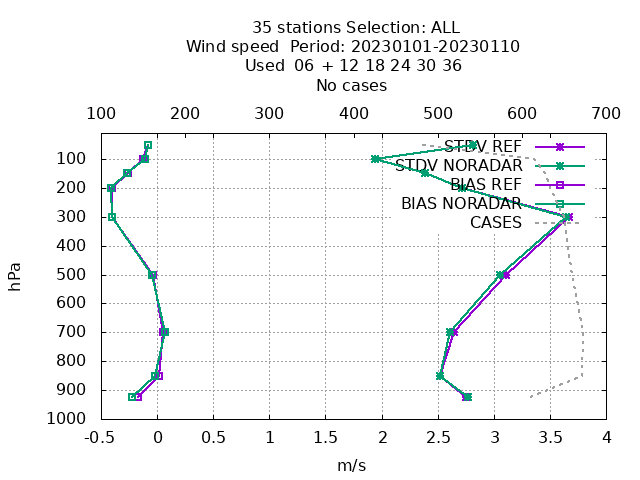 35 stations Selection: ALL
Wind speed  Period: 20230101-20230110
Used  06 + 12 18 24 30 36
No cases
100 200 300 400 500 600 700
STDV REF
STDV NORADAR
BIAS REF
BIAS NORADAR
CASES
hPa
100
200
300
400
500
600
700
800
900
1000
-0.5 0 0.5 1 1.5 2 2.5 3 3.5 4
m/s